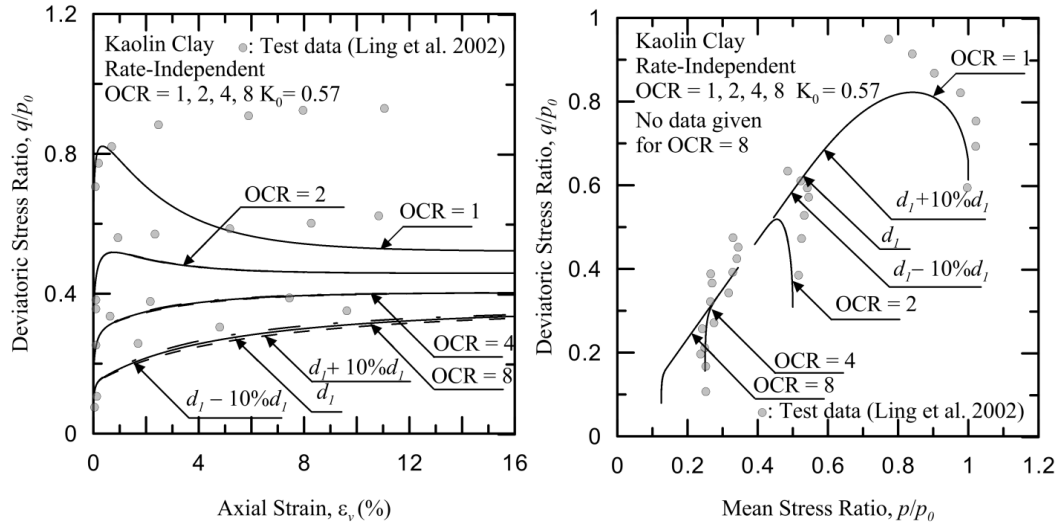 Kaolin Clay
: Test data (Ling et al. 2002)
Rate-Independent
OCR = 1, 2, 4, 8 K0 = 0.57
OCR = 2
OCR = 1
OCR = 4
OCR = 8
d1 + 10%d1
d1
d1 – 10%d1
1.2
0.8
0.4
0
0 4 8 12 16
Deviatoric Stress Ratio, q/p0
Axial Strain, εv (%)
Kaolin Clay
Rate-Independent
OCR = 1, 2, 4, 8 K0 = 0.57
No data given
for OCR = 8
OCR = 1
d1+10%d1
d1
d1 – 10%d1
OCR = 2
OCR = 4
OCR = 8
: Test data (Ling et al. 2002)
1
0.8
0.6
0.4
0.2
0
0 0.2 0.4 0.6 0.8 1 1.2
Deviatoric Stress Ratio, q/p0
Mean Stress Ratio, p/p0